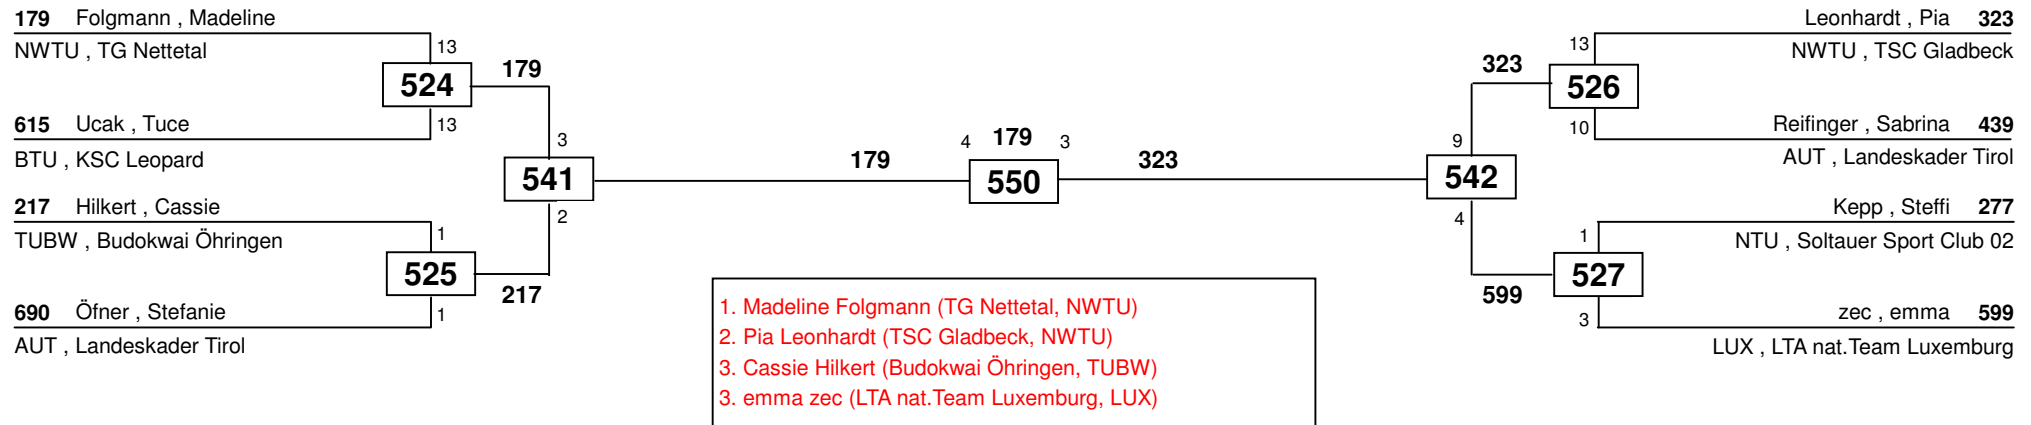 179 Folgmann , Madeline
NWTU , TG Nettetal
13
524
179
13
615 Ucak , Tuce
BTU , KSC Leopard
3
541
179
2
217 Hilkert , Cassie
TUBW , Budokwai Öhringen
1
525
217
1
690 Öfner , Stefanie
AUT , Landeskader Tirol
4 179 3
550
Leonhardt , Pia 323
NWTU , TSC Gladbeck
13
323
526
10
Reifinger , Sabrina 439
AUT , Landeskader Tirol
9
323
542
4
Kepp , Steffi 277
NTU , Soltauer Sport Club 02
1
527
599
3
zec , emma 599
LUX , LTA nat.Team Luxemburg
1. Madeline Folgmann (TG Nettetal, NWTU)
2. Pia Leonhardt (TSC Gladbeck, NWTU)
3. Cassie Hilkert (Budokwai Öhringen, TUBW)
3. emma zec (LTA nat.Team Luxemburg, LUX)